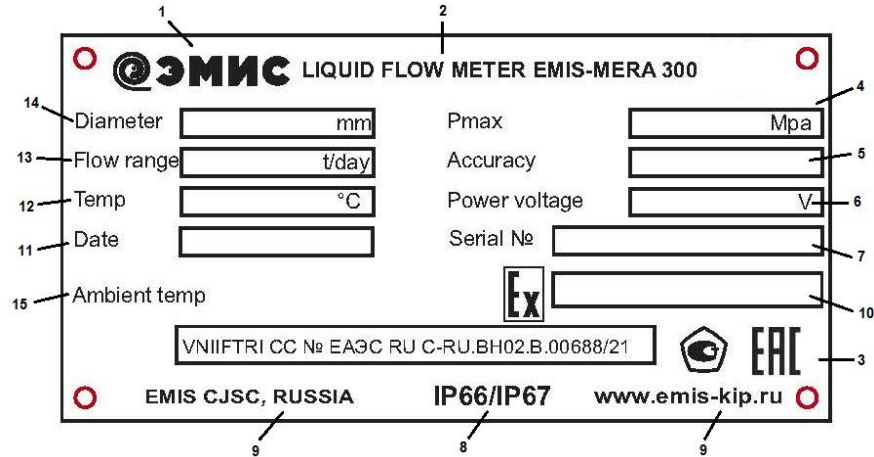 1
2
ЭМИС LIQUID FLOW METER EMIS-MERA 300
4
14 Diameter mm Pmax Mpa
13 Flow range t/day Accuracy 5
12 Temp °C Power voltage V 6
11 Date Serial № 7
15 Ambient temp Ex 10
VNIIFTRI CC № ЕАЭС RU C-RU.BH02.B.00688/21 EAC 3
EMIS CJSC, RUSSIA IP66/IP67 www.emis-kip.ru
9 8 9